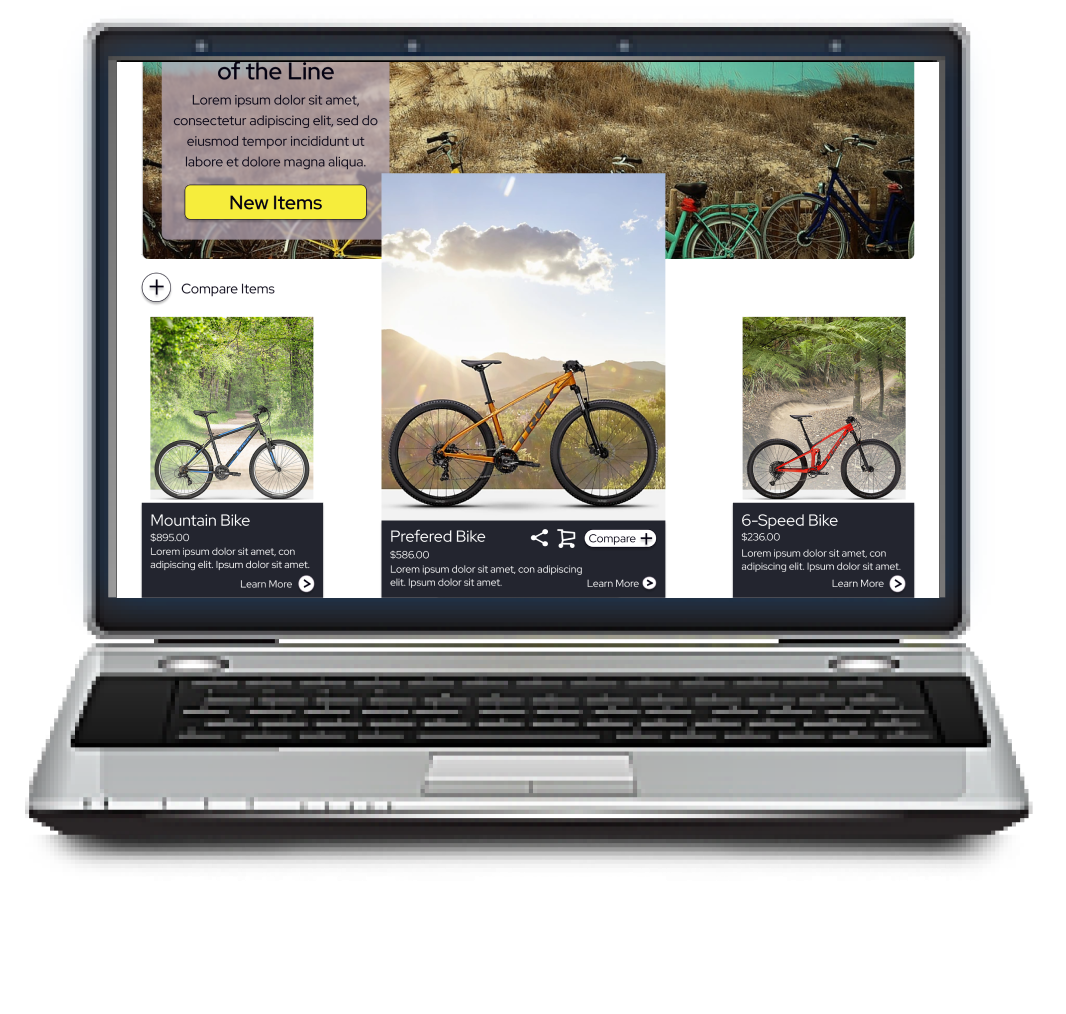 of the Line
Lorem ipsum dolor sit amet,
consectetur adipiscing elit, sed do
eiusmod tempor incididunt ut
labore et dolore magna aliqua.
New Items
Compare Items
TREK
Mountain Bike
$895.00
Lorem ipsum dolor sit amet, con
adipiscing elit. Ipsum dolor sit amet.
Learn More
Prefered Bike
Compare
$586.00
Lorem ipsum dolor sit amet, con adipiscing
elit. Ipsum dolor sit amet.
Learn More
6-Speed Bike
$236.00
Lorem ipsum dolor sit amet, con
adipiscing elit. Ipsum dolor sit amet.
Learn More